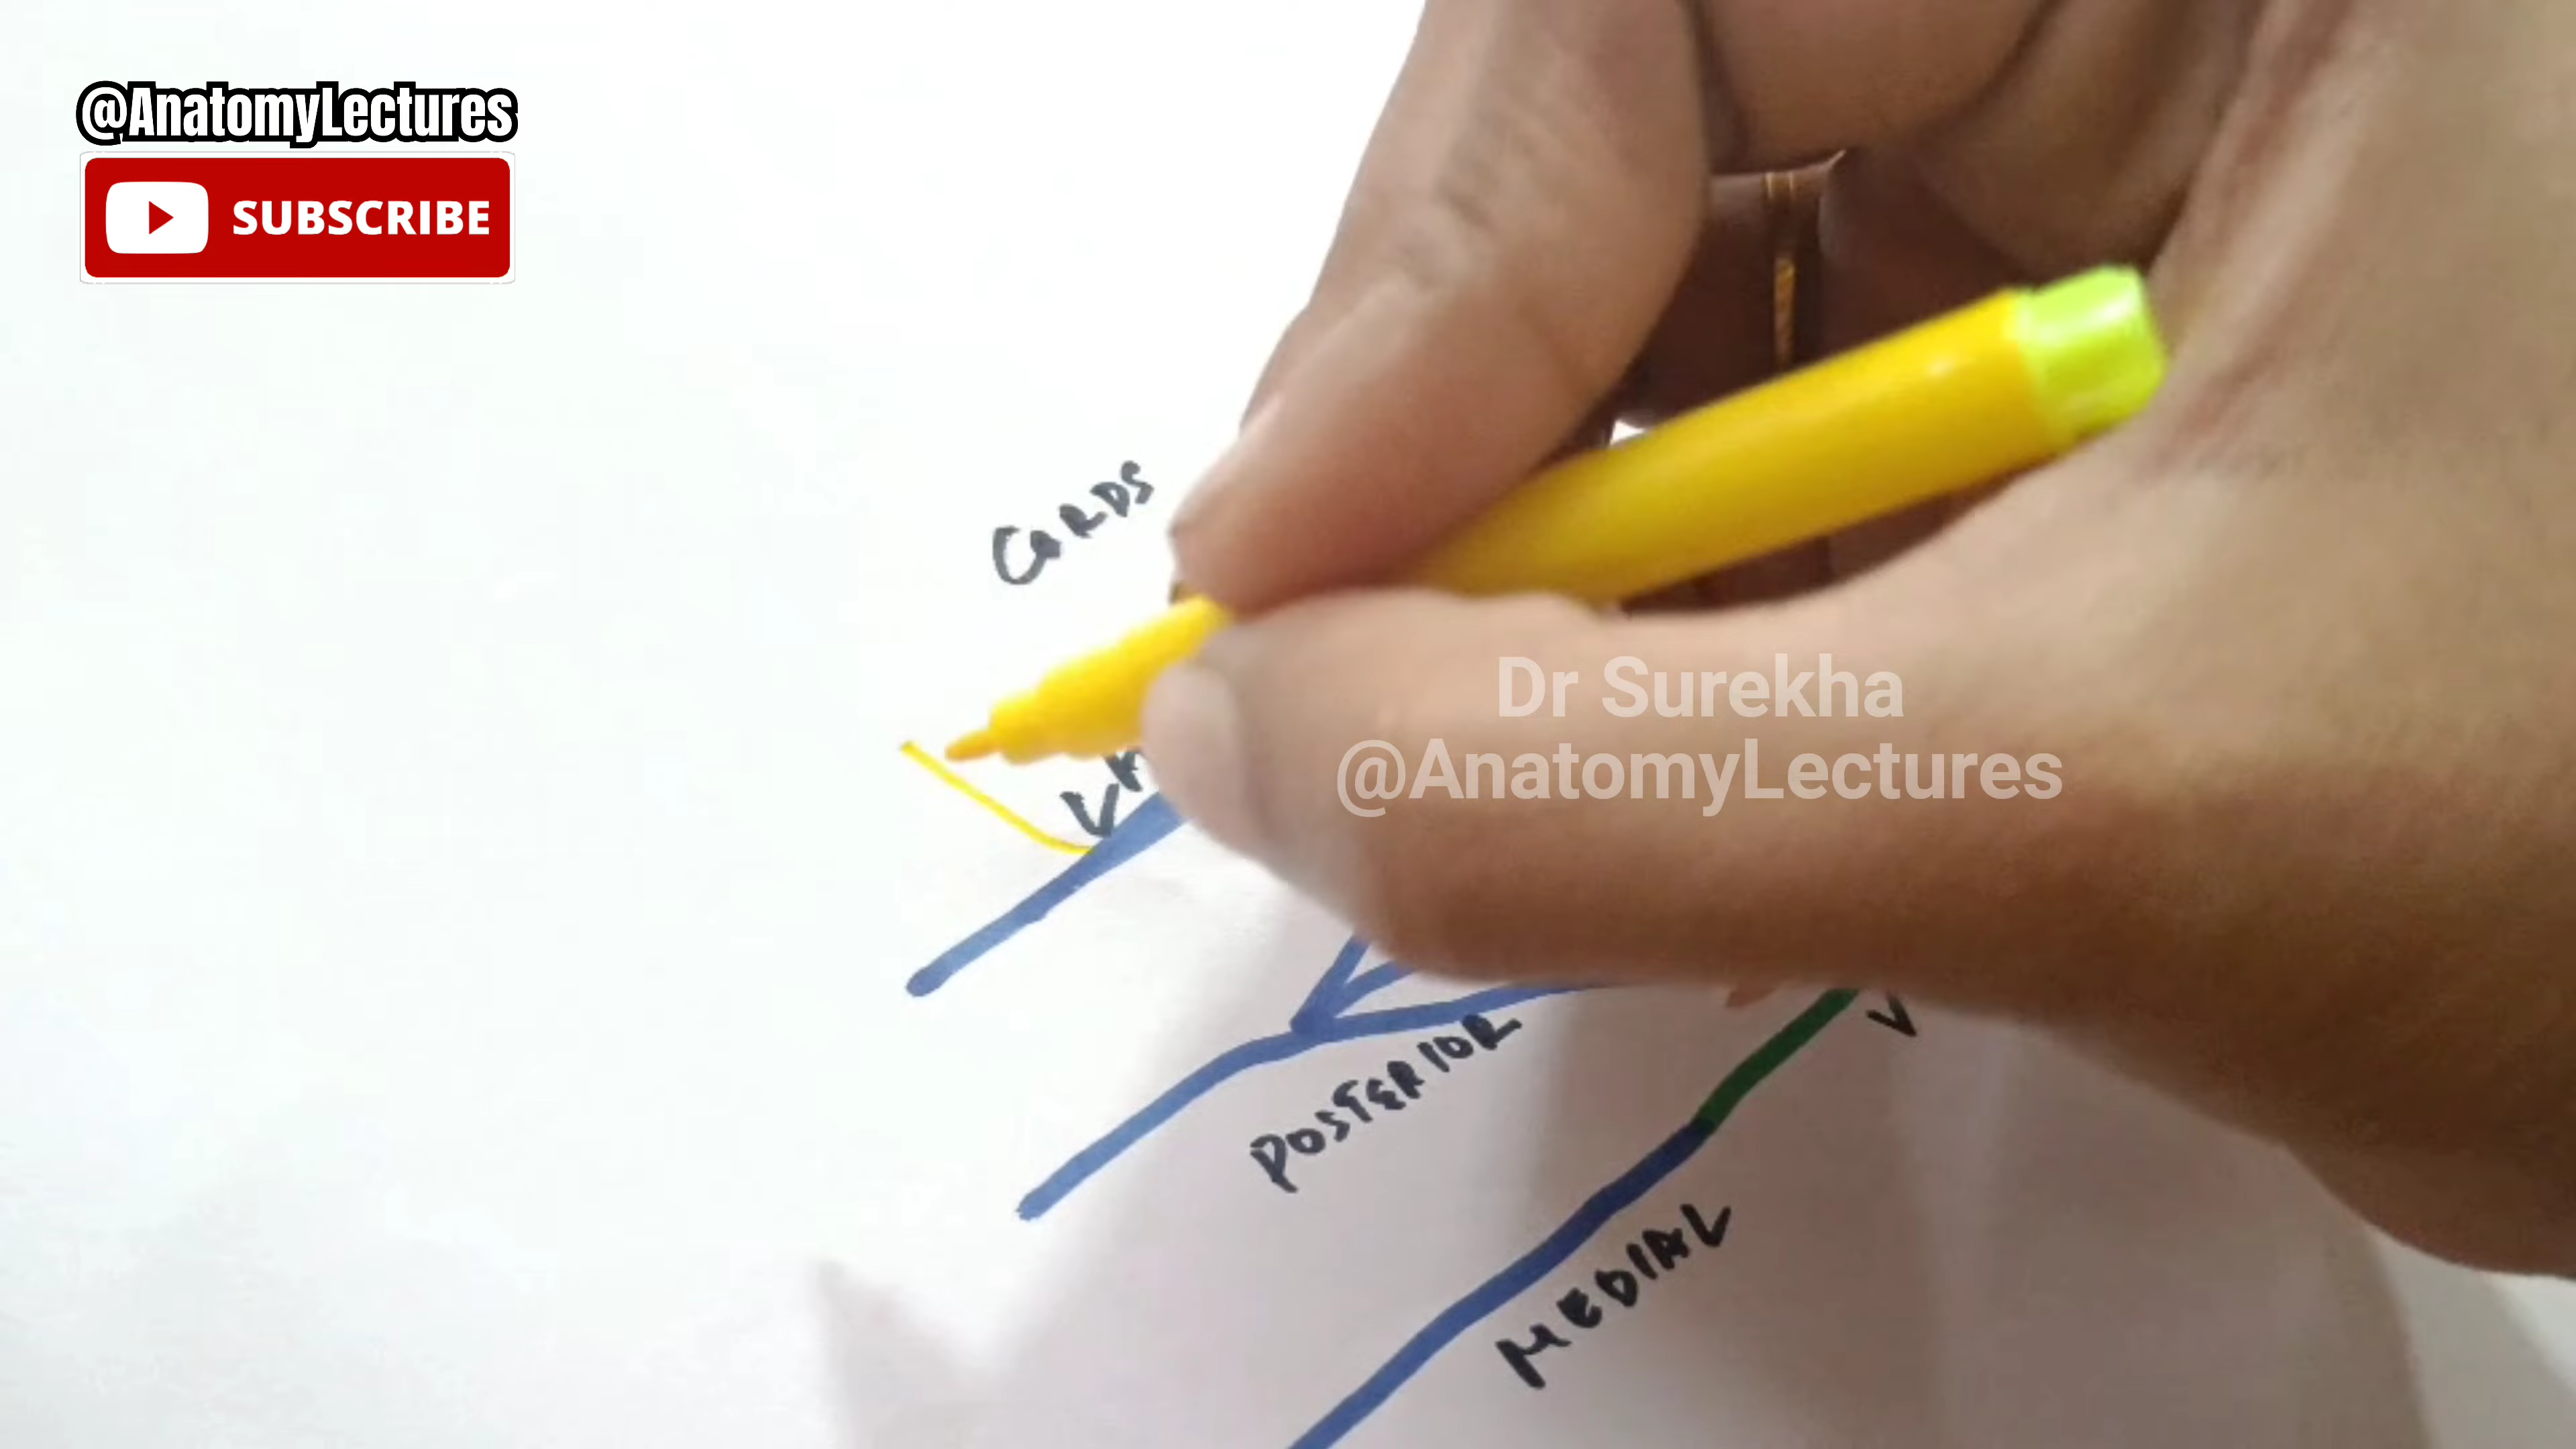 @AnatomyLectures
SUBSCRIBE
CORDS
Dr Surekha
@AnatomyLectures
POSTERIOR
V
MEDIAL